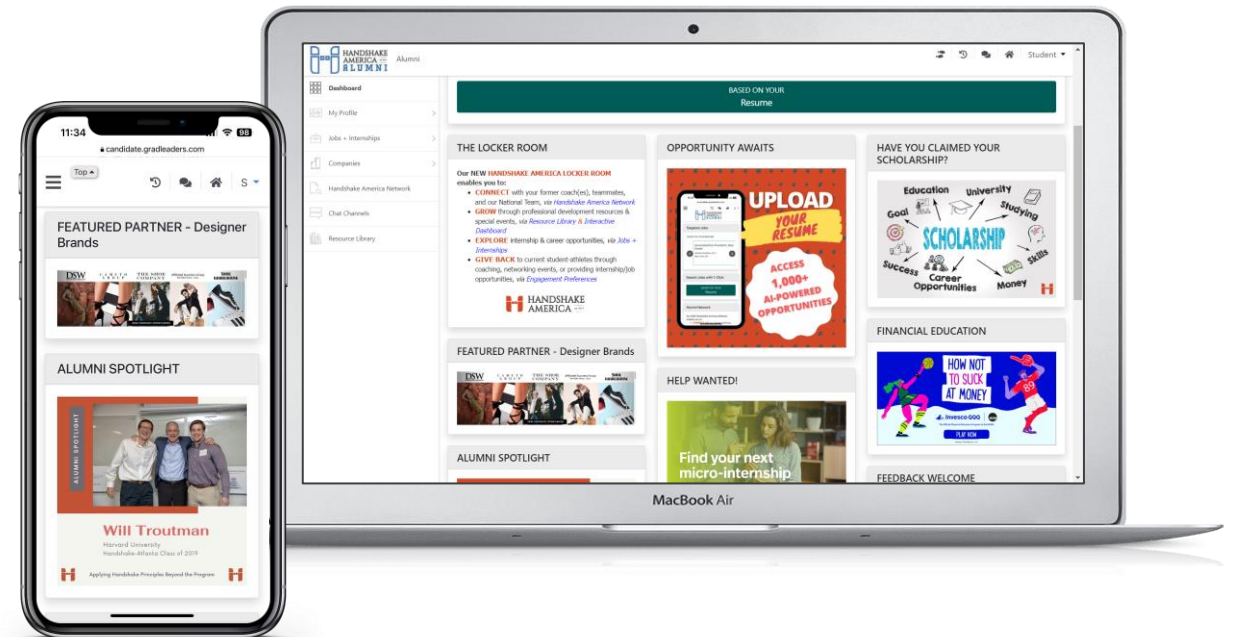 11:34
98
candidate.gradleaders.com
Top
S
FEATURED PARTNER - Designer
Brands
DSW
CAMUTO
GROUP
THE SHOE
COMPANY
ALUMNI SPOTLIGHT
ALUMNI SPOTLIGHT
Will Troutman
Harvard University
Handshake-Atlanta Class of 2019
Applying Handshake Principles Beyond the Program
HANDSHAKE
AMERICA
ALUMNI
Alumni
Student
Dashboard
My Profile
Jobs + Internships
Companies
Handshake America Network
Chat Channels
Resource Library
BASED ON YOUR
Resume
THE LOCKER ROOM
Our NEW HANDSHAKE AMERICA LOCKER ROOM
enables you to:
• CONNECT with your former coach(es), teammates,
and our National Team, via Handshake America Network
• GROW through professional development resources &
special events, via Resource Library & Interactive
Dashboard
• EXPLORE internship & career opportunities, via Jobs +
Internships
• GIVE BACK to current student-athletes through
coaching, networking events, or providing internship/job
opportunities, via Engagement Preferences
HANDSHAKE
AMERICA
FEATURED PARTNER - Designer Brands
DSW
ALUMNI SPOTLIGHT
OPPORTUNITY AWAITS
UPLOAD
YOUR
RESUME
ACCESS
1,000+
AI-POWERED
OPPORTUNITIES
HELP WANTED!
Find your next
micro-internship
HAVE YOU CLAIMED YOUR
SCHOLARSHIP?
Education
University
Goal
Studying
SCHOLARSHIP
Success
Skills
Career
Opportunities
Money
FINANCIAL EDUCATION
HOW NOT
TO SUCK
AT MONEY
89
Invesco QQQ
PLAY NOW
FEEDBACK WELCOME
MacBook Air